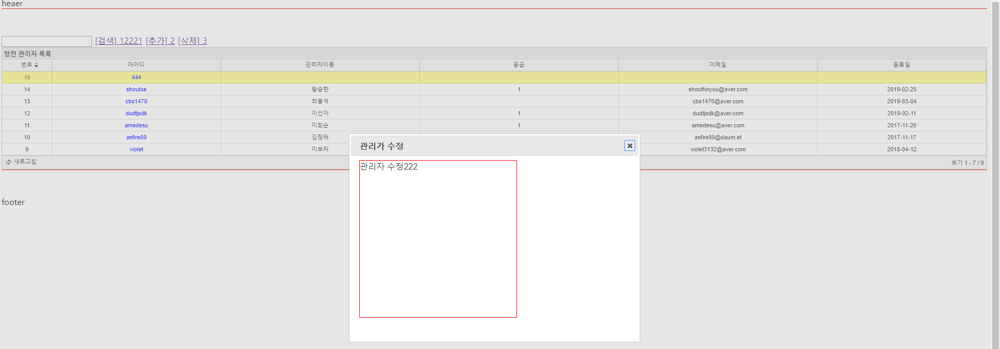 heaer
[검색] 12221 [추가] 2 [삭제] 3
탕전 관리자 목록
번호 아이디 관리자이름 등급 이메일 등록일
19 444
14 shoutoe 왕승환 1 shoutforyou@aver.com 2019-02-25
13 cbs1470 최봉석 cbs1470@aver.com 2019-03-04
12 dudtjsdk 이선아 1 dudtjsdk@aver.com 2019-02-11
11 amedesu 이희순 1 amedesu@aver.com 2017-11-20
10 asfire89 김정태 asfire89@daum.et 2017-11-17
9 violet 이보라 violet3132@aver.com 2018-04-12
새로고침 보기 1 - 7 / 9
관리가 수정
관리자 수정222
footer